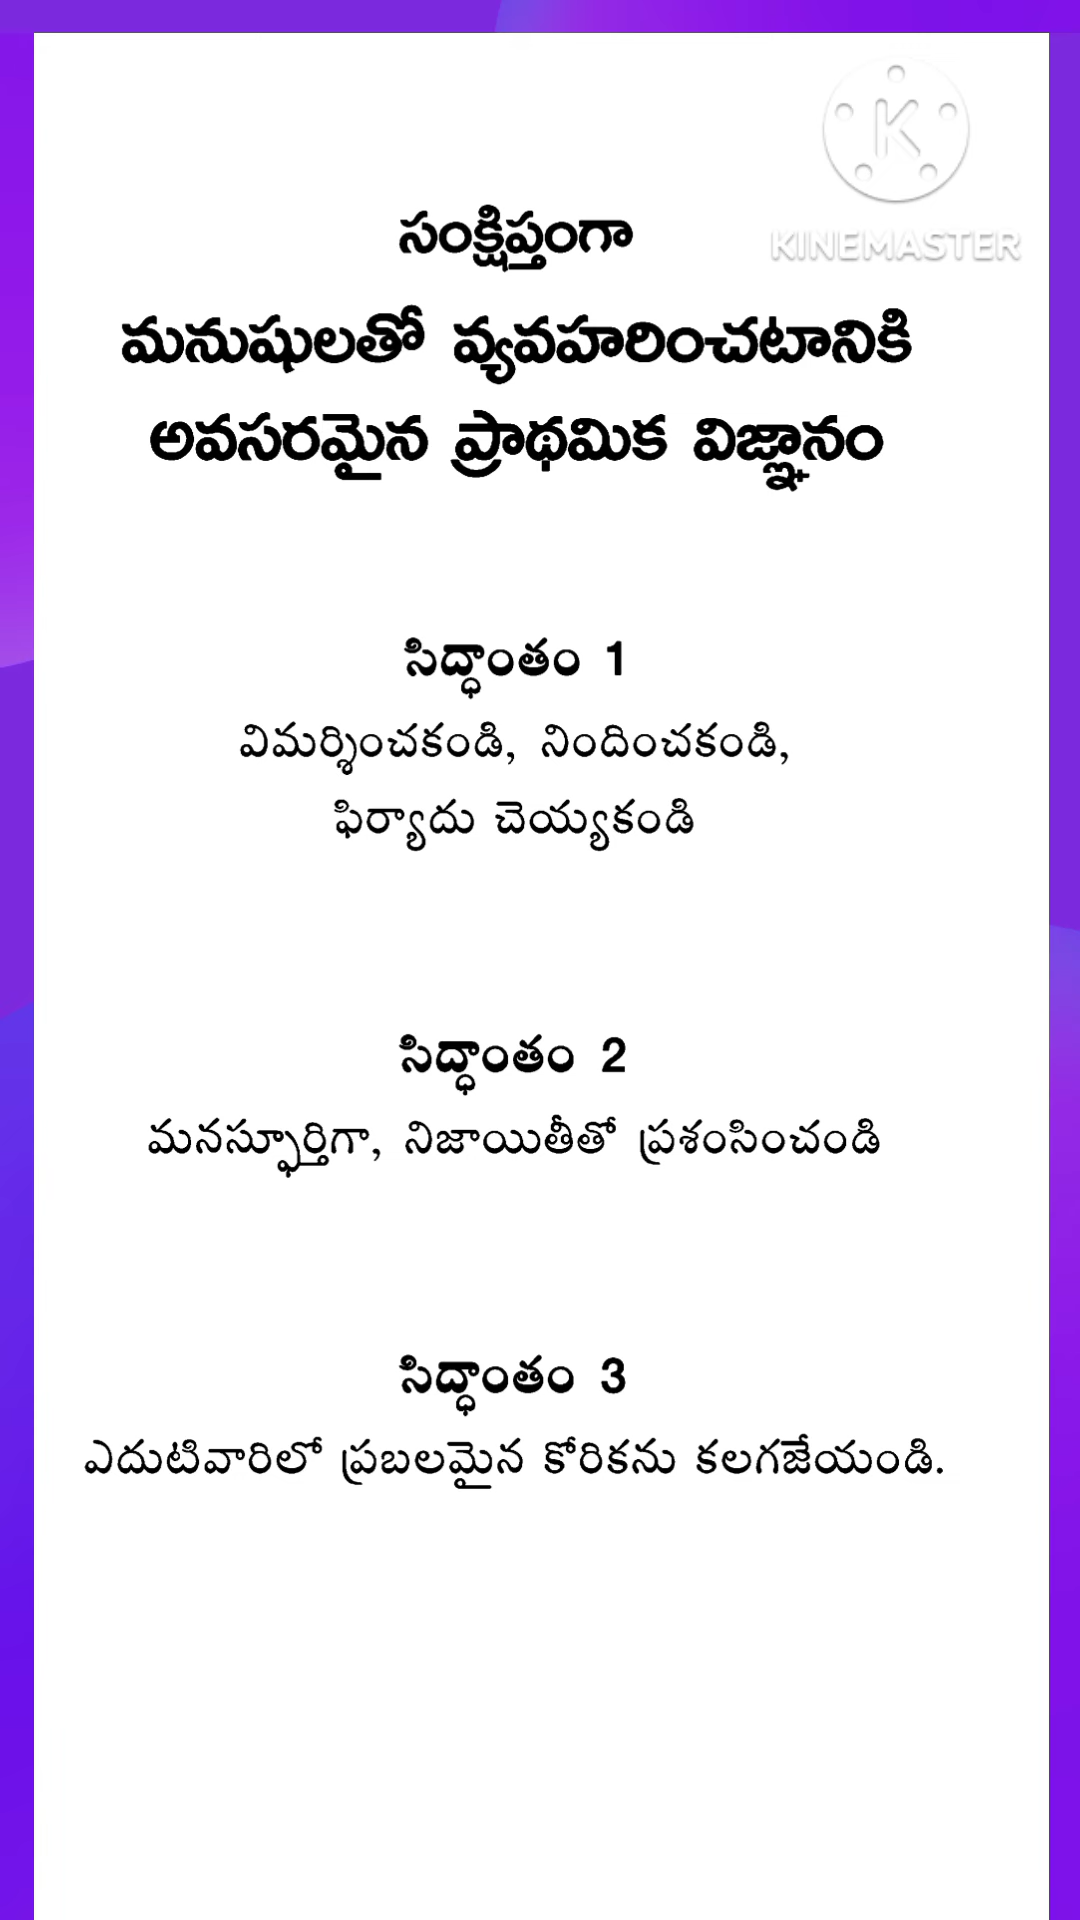 K
KINEMASTER
సంక్షిప్తంగా
మనుషులతో వ్యవహరించటానికి
అవసరమైన ప్రాథమిక విజ్ఞానం
సిద్ధాంతం 1
విమర్శించకండి, నిందించకండి,
ఫిర్యాదు చెయ్యకండి
సిద్ధాంతం 2
మనస్ఫూర్తిగా, నిజాయితీతో ప్రశంసించండి
సిద్ధాంతం 3
ఎదుటివారిలో ప్రబలమైన కోరికను కలగజేయండి.